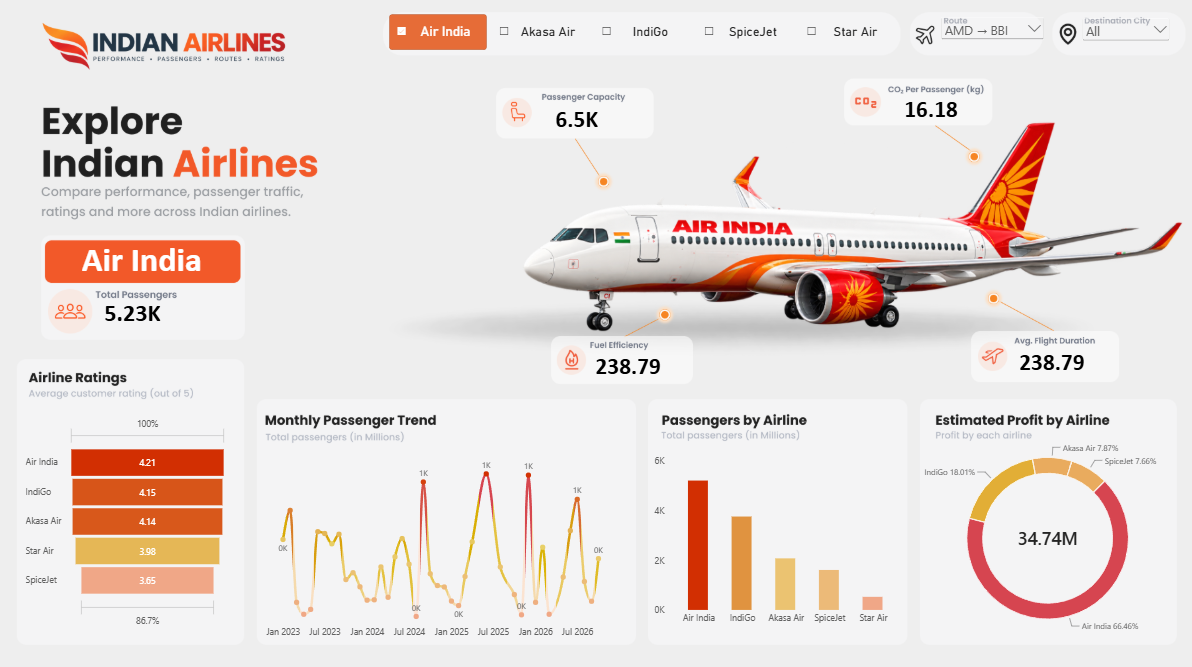 INDIAN AIRLINES
PERFORMANCE • PASSENGERS • ROUTES • RATINGS
Air India
Akasa Air
IndiGo
SpiceJet
Star Air
Route
AMD → BBI
Destination City
All
Explore
Indian Airlines
Compare performance, passenger traffic,
ratings and more across Indian airlines.
Air India
Total Passengers
5.23K
Passenger Capacity
6.5K
CO₂ Per Passenger (kg)
CO₂
16.18
AIR INDIA
Fuel Efficiency
H
238.79
Avg. Flight Duration
238.79
Airline Ratings
Average customer rating (out of 5)
100%
Air India 4.21
IndiGo 4.15
Akasa Air 4.14
Star Air 3.98
SpiceJet 3.65
86.7%
Monthly Passenger Trend
Total passengers (in Millions)
0K
1K
0K
1K
0K
1K
0K
1K
0K
Jan 2023 Jul 2023 Jan 2024 Jul 2024 Jan 2025 Jul 2025 Jan 2026 Jul 2026
Passengers by Airline
Total passengers (in Millions)
6K
4K
2K
0K
Air India IndiGo Akasa Air SpiceJet Star Air
Estimated Profit by Airline
Profit by each airline
Akasa Air 7.87%
SpiceJet 7.66%
IndiGo 18.01%
34.74M
Air India 66.46%